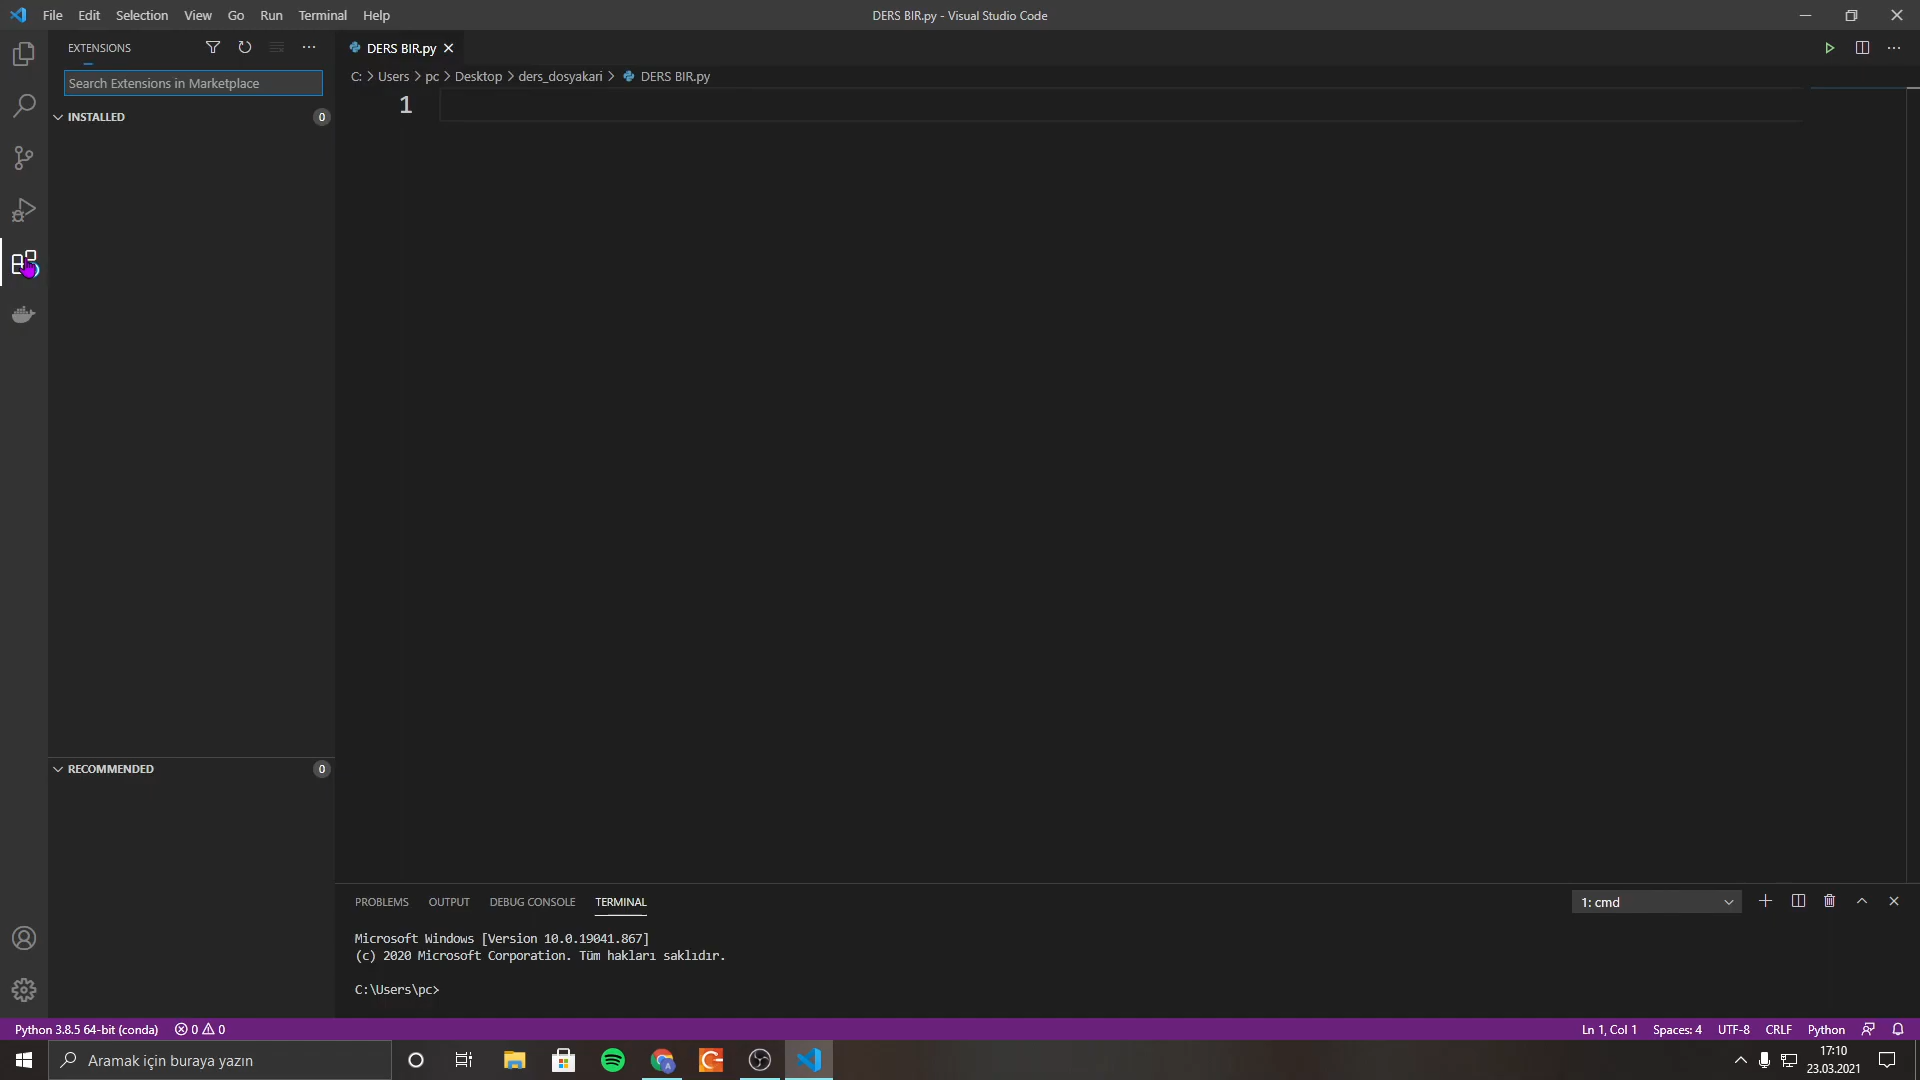 File Edit Selection View Go Run Terminal Help
DERS BIR.py - Visual Studio Code
EXTENSIONS
Search Extensions in Marketplace
INSTALLED 0
RECOMMENDED 0
DERS BIR.py
C: > Users > pc > Desktop > ders_dosyakari > DERS BIR.py
1
PROBLEMS OUTPUT DEBUG CONSOLE TERMINAL
1: cmd
Microsoft Windows [Version 10.0.19041.867]
(c) 2020 Microsoft Corporation. Tüm hakları saklıdır.
C:\Users\pc>
Python 3.8.5 64-bit (conda) 0 0
Ln 1, Col 1 Spaces: 4 UTF-8 CRLF Python
Aramak için buraya yazın
A
17:10
23.03.2021